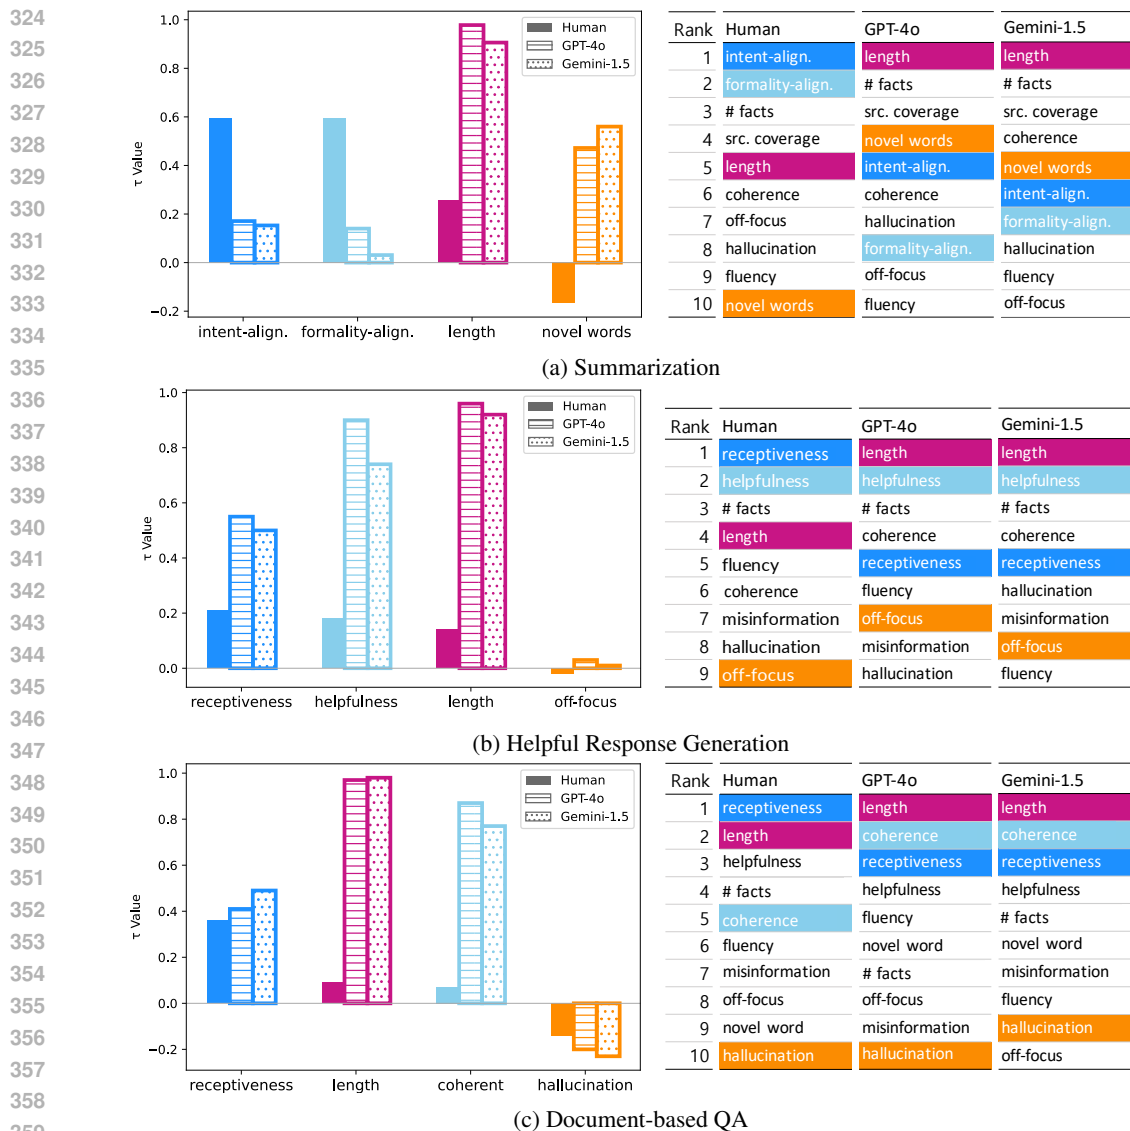 324
325
326
327
328
329
330
331
332
333
334
335
336
337
338
339
340
341
342
343
344
345
346
347
348
349
350
351
352
353
354
355
356
357
358
1.0
0.8
0.6
0.4
0.2
0.0
−0.2
τ Value
Human
GPT-4o
Gemini-1.5
intent-align. formality-align. length novel words
Rank Human GPT-4o Gemini-1.5
1 intent-align. length length
2 formality-align. # facts # facts
3 # facts src. coverage src. coverage
4 src. coverage novel words coherence
5 length intent-align. novel words
6 coherence coherence intent-align.
7 off-focus hallucination formality-align.
8 hallucination formality-align. hallucination
9 fluency off-focus fluency
10 novel words fluency off-focus
(a) Summarization
1.0
0.8
0.6
0.4
0.2
0.0
τ Value
Human
GPT-4o
Gemini-1.5
receptiveness helpfulness length off-focus
Rank Human GPT-4o Gemini-1.5
1 receptiveness length length
2 helpfulness helpfulness helpfulness
3 # facts # facts # facts
4 length coherence coherence
5 fluency receptiveness receptiveness
6 coherence fluency hallucination
7 misinformation off-focus misinformation
8 hallucination misinformation off-focus
9 off-focus hallucination fluency
(b) Helpful Response Generation
1.0
0.8
0.6
0.4
0.2
0.0
−0.2
τ Value
Human
GPT-4o
Gemini-1.5
receptiveness length coherent hallucination
Rank Human GPT-4o Gemini-1.5
1 receptiveness length length
2 length coherence coherence
3 helpfulness receptiveness receptiveness
4 # facts helpfulness helpfulness
5 coherence fluency # facts
6 fluency novel word novel word
7 misinformation # facts misinformation
8 off-focus off-focus fluency
9 novel word misinformation hallucination
10 hallucination hallucination off-focus
(c) Document-based QA